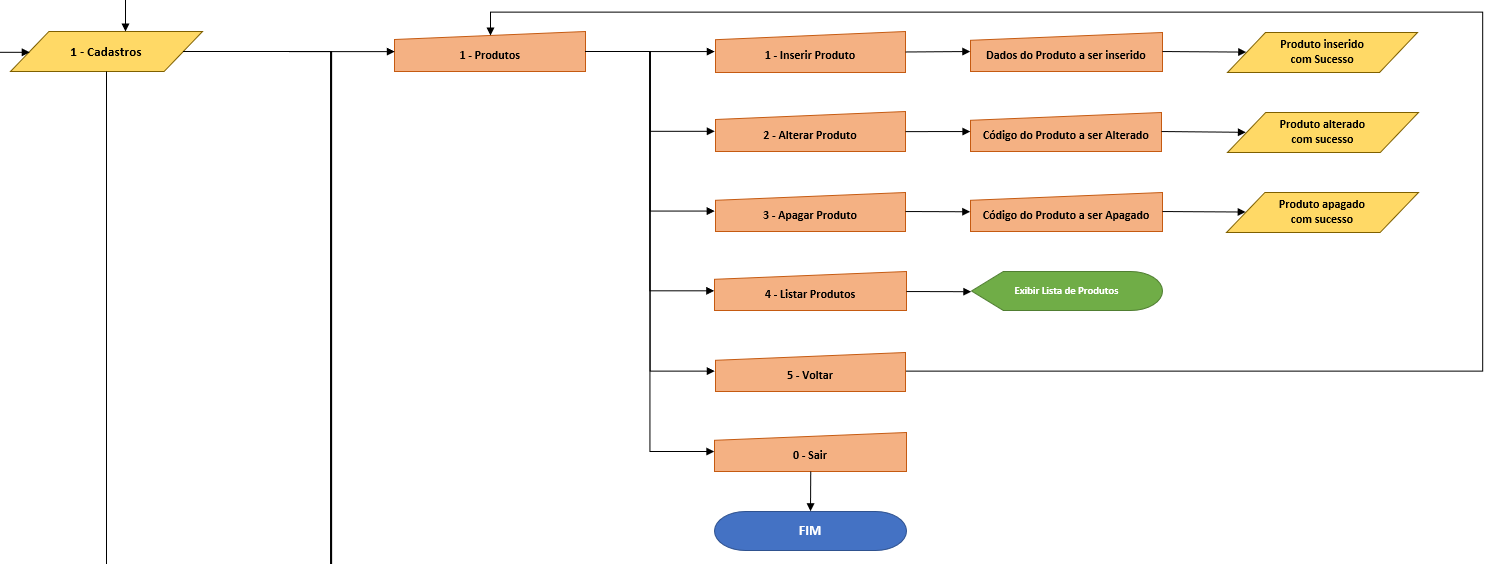 1 - Cadastros
1 - Produtos
1 - Inserir Produto
Dados do Produto a ser inserido
Produto inserido
com Sucesso
2 - Alterar Produto
Código do Produto a ser Alterado
Produto alterado
com sucesso
3 - Apagar Produto
Código do Produto a ser Apagado
Produto apagado
com sucesso
4 - Listar Produtos
Exibir Lista de Produtos
5 - Voltar
0 - Sair
FIM